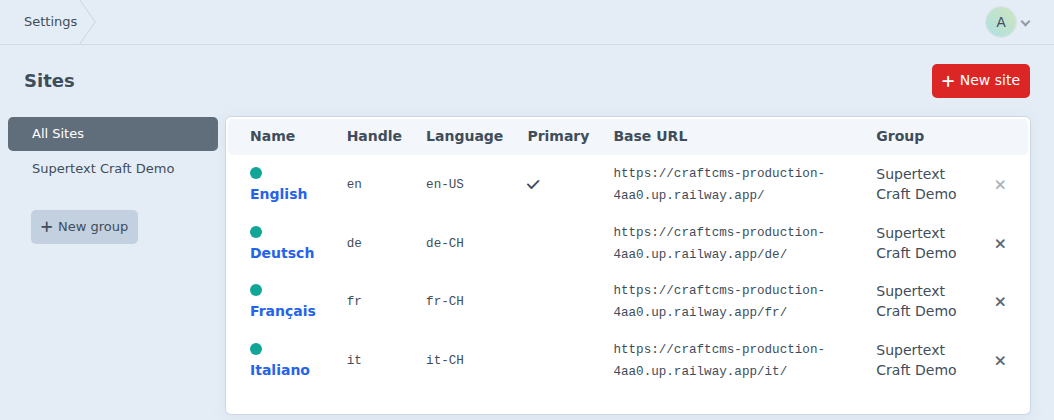 Settings
A
Sites
+ New site
All Sites
Supertext Craft Demo
+ New group
Name Handle Language Primary Base URL Group
English en en-US https://craftcms-production-4aa0.up.railway.app/ Supertext Craft Demo
Deutsch de de-CH https://craftcms-production-4aa0.up.railway.app/de/ Supertext Craft Demo
Français fr fr-CH https://craftcms-production-4aa0.up.railway.app/fr/ Supertext Craft Demo
Italiano it it-CH https://craftcms-production-4aa0.up.railway.app/it/ Supertext Craft Demo